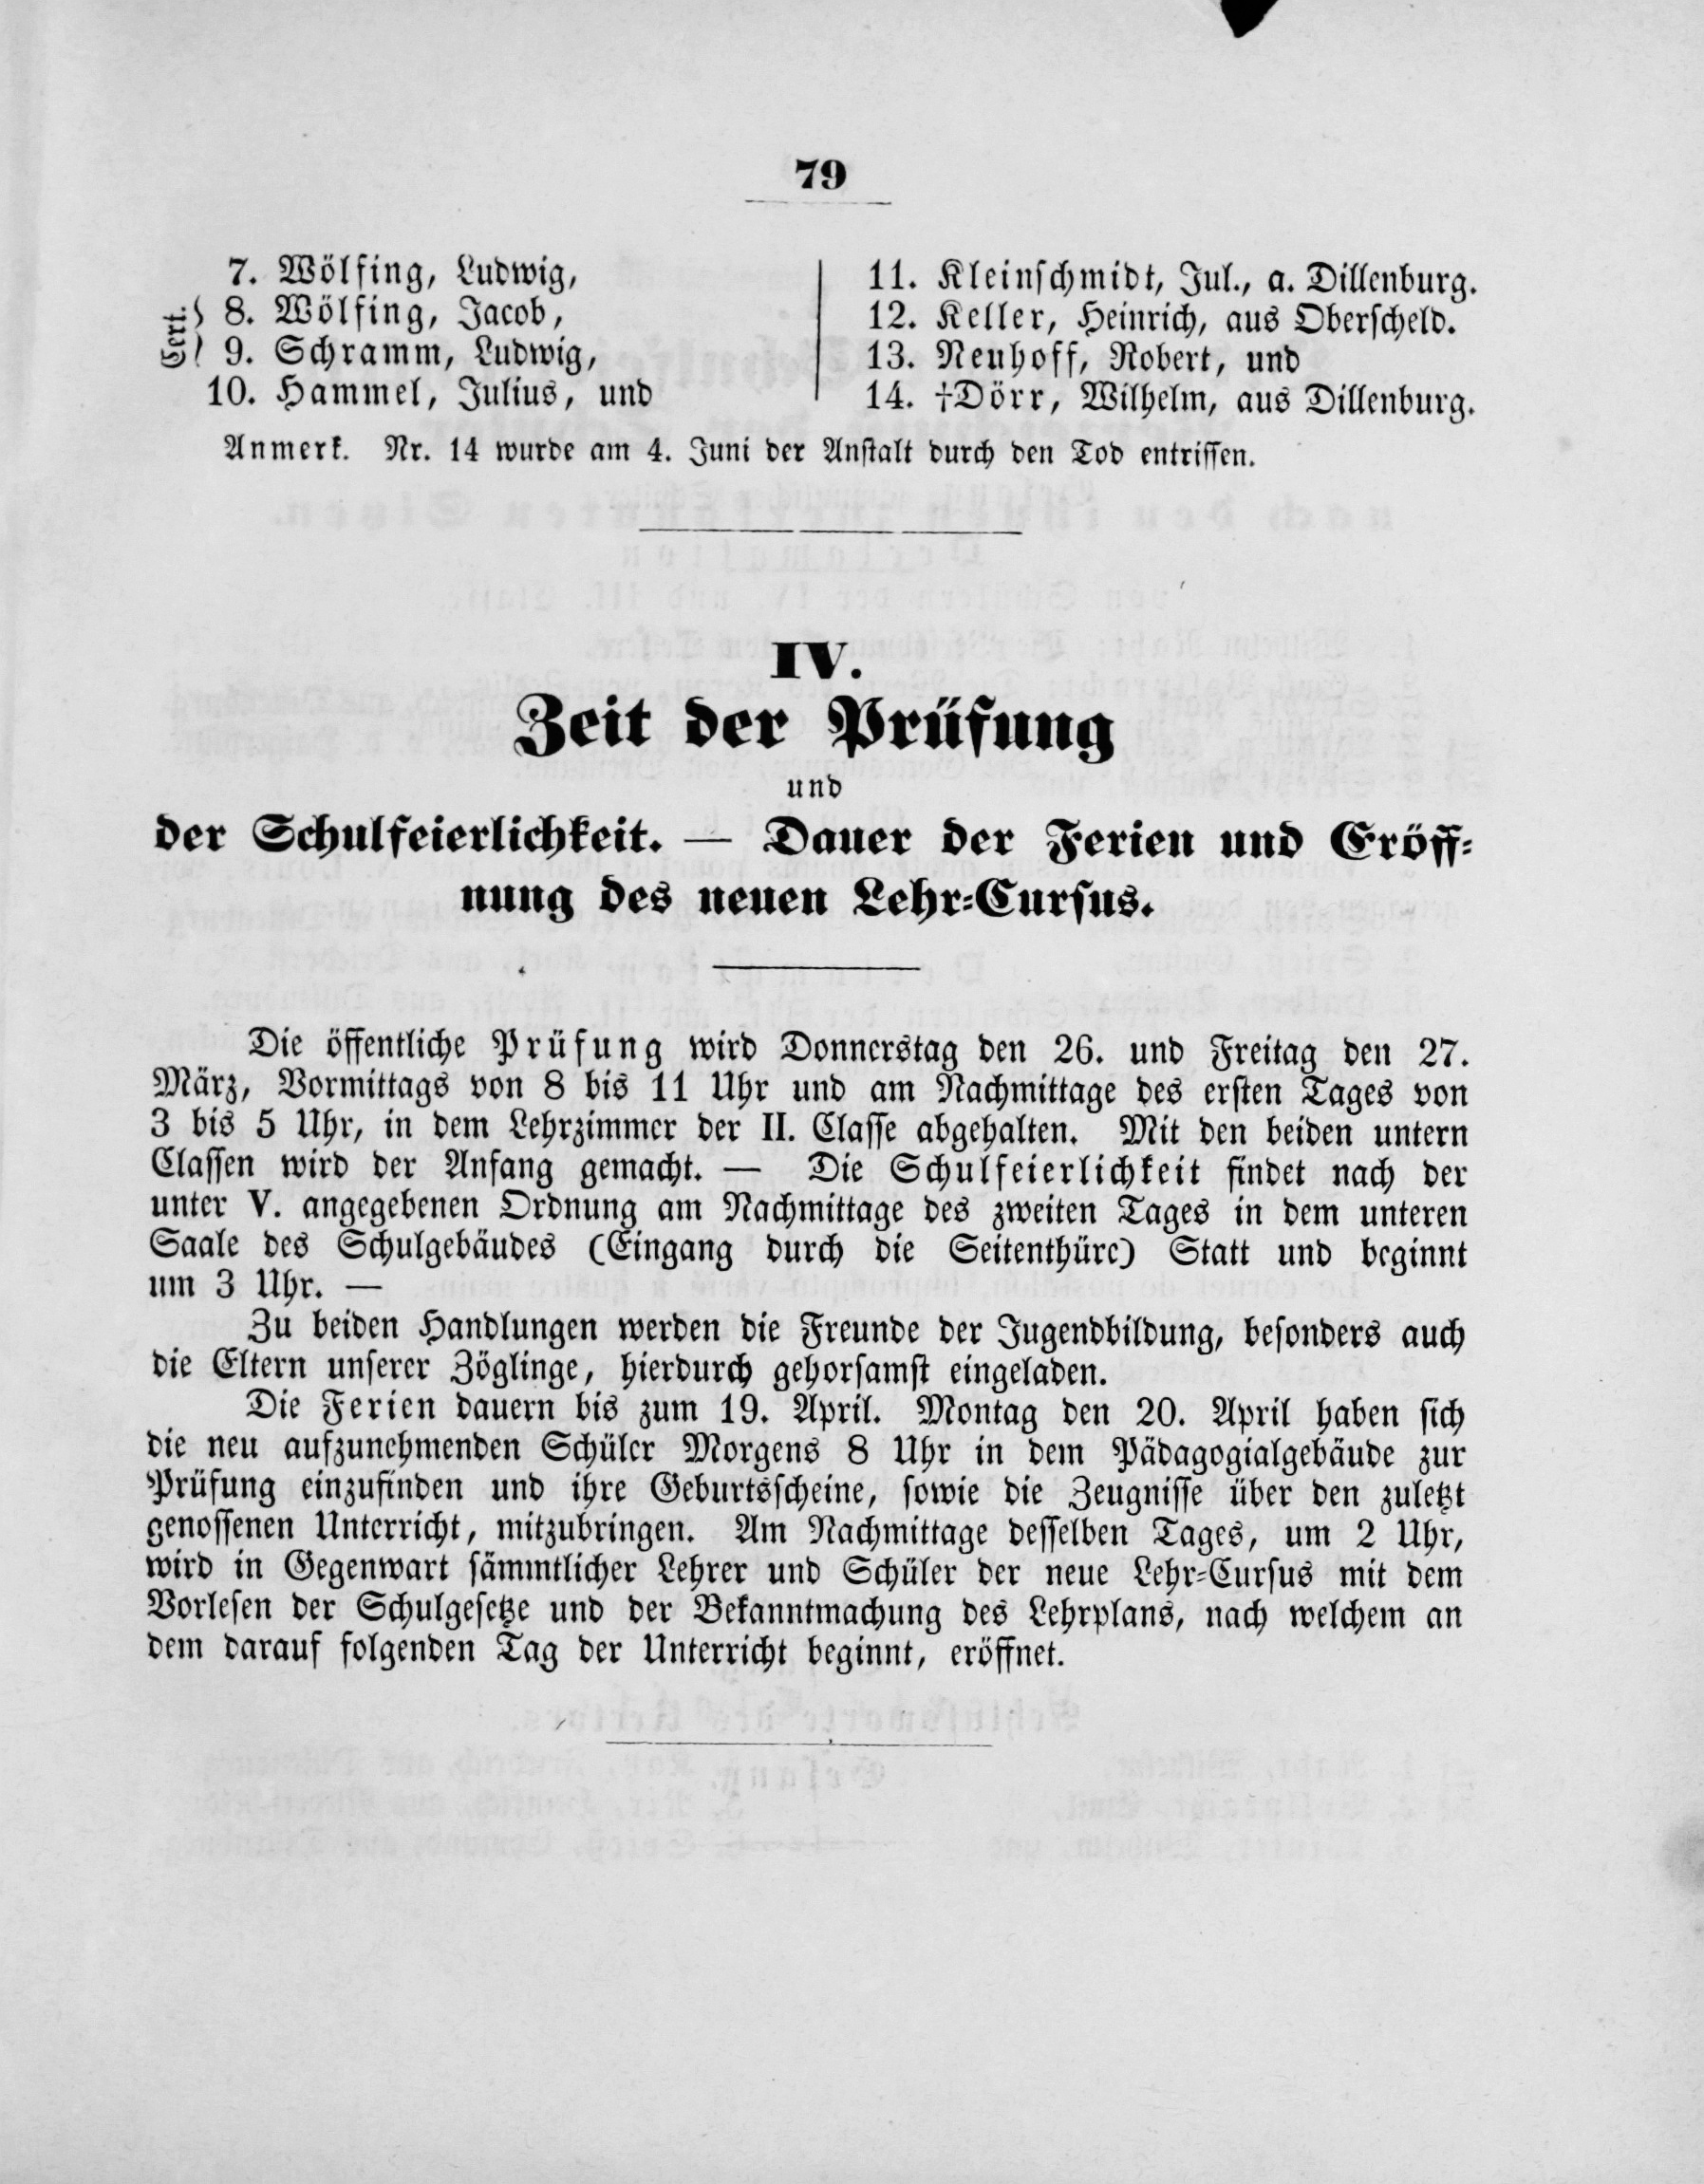 79
7. Wölfing, Ludwig,
Cert. 8. Wölfing, Jacob,
9. Schramm, Ludwig,
10. Hammel, Julius, und
11. Kleinschmidt, Jul., a. Dillenburg.
12. Keller, Heinrich, aus Oberscheld.
13. Neuhoff, Robert, und
14. †Dörr, Wilhelm, aus Dillenburg.
Anmerk. Nr. 14 wurde am 4. Juni der Anstalt durch den Tod entrissen.
IV.
Zeit der Prüfung
und
der Schulfeierlichkeit. — Dauer der Ferien und Eröff-
nung des neuen Lehr-Cursus.
Die öffentliche Prüfung wird Donnerstag den 26. und Freitag den 27.
März, Vormittags von 8 bis 11 Uhr und am Nachmittage des ersten Tages von
3 bis 5 Uhr, in dem Lehrzimmer der II. Classe abgehalten. Mit den beiden untern
Classen wird der Anfang gemacht. — Die Schulfeierlichkeit findet nach der
unter V. angegebenen Ordnung am Nachmittage des zweiten Tages in dem unteren
Saale des Schulgebäudes (Eingang durch die Seitenthüre) Statt und beginnt
um 3 Uhr. —
Zu beiden Handlungen werden die Freunde der Jugendbildung, besonders auch
die Eltern unserer Zöglinge, hierdurch gehorsamst eingeladen.
Die Ferien dauern bis zum 19. April. Montag den 20. April haben sich
die neu aufzunehmenden Schüler Morgens 8 Uhr in dem Pädagogialgebäude zur
Prüfung einzufinden und ihre Geburtsscheine, sowie die Zeugnisse über den zuletzt
genossenen Unterricht, mitzubringen. Am Nachmittage desselben Tages, um 2 Uhr,
wird in Gegenwart sämmtlicher Lehrer und Schüler der neue Lehr-Cursus mit dem
Vorlesen der Schulgesetze und der Bekanntmachung des Lehrplans, nach welchem an
dem darauf folgenden Tag der Unterricht beginnt, eröffnet.